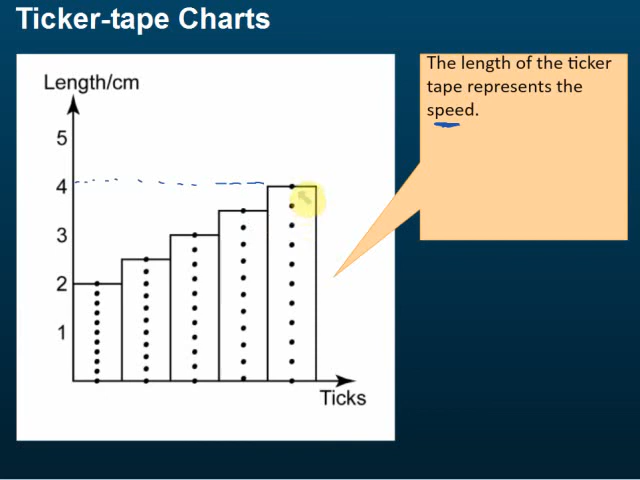 Ticker-tape Charts
Length/cm
5
4
3
2
1
Ticks
The length of the ticker
tape represents the
speed.